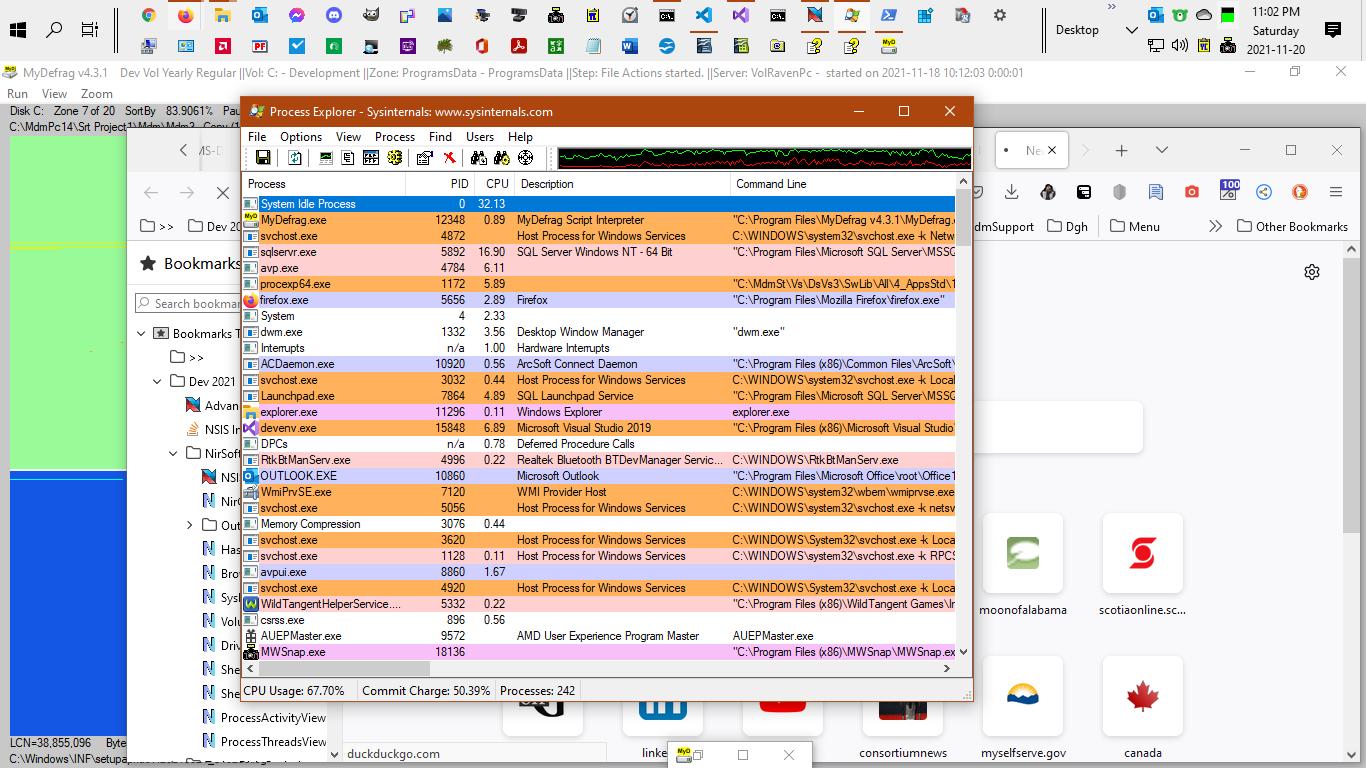 11:02 PM
Desktop
Saturday
2021-11-20
MyDefrag v4.3.1 Dev Vol Yearly Regular ||Vol: C: - Development ||Zone: ProgramsData - ProgramsData ||Step: File Actions started. ||Server: VolRavenPc - started on 2021-11-18 10:12:03 0:00:01
Run View Zoom
Disk C: Zone 7 of 20 SortBy 83.9061%
C:\MdmPc14\Srt Project1\Mdm\Mdm2
Process Explorer - Sysinternals: www.sysinternals.com
File Options View Process Find Users Help
Process PID CPU Description Command Line
System Idle Process 0 32.13
MyDefrag.exe 12348 0.89 MyDefrag Script Interpreter "C:\Program Files\MyDefrag v4.3.1\MyDefrag.
svchost.exe 4872 Host Process for Windows Services C:\WINDOWS\system32\svchost.exe -k Netw
sqlservr.exe 5892 16.90 SQL Server Windows NT - 64 Bit "C:\Program Files\Microsoft SQL Server\MSSG
avp.exe 4784 6.11
procexp64.exe 1172 5.89 "C:\MdmSt\Vs\DsVs3\SwLib\All\4_AppsStd\1
firefox.exe 5656 2.89 Firefox "C:\Program Files\Mozilla Firefox\firefox.exe"
System 4 2.33
dwm.exe 1332 3.56 Desktop Window Manager "dwm.exe"
Interrupts n/a 1.00 Hardware Interrupts
ACDaemon.exe 10920 0.56 ArcSoft Connect Daemon "C:\Program Files (x86)\Common Files\ArcSoft\
svchost.exe 3032 0.44 Host Process for Windows Services C:\WINDOWS\system32\svchost.exe -k Local
Launchpad.exe 7864 4.89 SQL Launchpad Service "C:\Program Files\Microsoft SQL Server\MSSG
explorer.exe 11296 0.11 Windows Explorer explorer.exe
devenv.exe 15848 6.89 Microsoft Visual Studio 2019 "C:\Program Files (x86)\Microsoft Visual Studio
DPCs n/a 0.78 Deferred Procedure Calls
RtkBtManServ.exe 4996 0.22 Realtek Bluetooth BTDevManager Servic... C:\WINDOWS\RtkBtManServ.exe
OUTLOOK.EXE 10860 Microsoft Outlook "C:\Program Files\Microsoft Office\root\Office1
WmiPrvSE.exe 7120 WMI Provider Host C:\WINDOWS\system32\wbem\wmiprvse.exe
svchost.exe 5056 Host Process for Windows Services C:\WINDOWS\system32\svchost.exe -k netsv
Memory Compression 3076 0.44
svchost.exe 3620 Host Process for Windows Services C:\WINDOWS\System32\svchost.exe -k Loca
svchost.exe 1128 0.11 Host Process for Windows Services C:\WINDOWS\system32\svchost.exe -k RPCS
avpui.exe 8860 1.67
svchost.exe 4920 Host Process for Windows Services C:\WINDOWS\System32\svchost.exe -k Loca
WildTangentHelperService.... 5332 0.22 "C:\Program Files (x86)\WildTangent Games\In
csrss.exe 896 0.56
AUEPMaster.exe 9572 AMD User Experience Program Master AUEPMaster.exe
MWSnap.exe 18136 "C:\Program Files (x86)\MWSnap\MWSnap.ex
CPU Usage: 67.70% Commit Charge: 50.39% Processes: 242
100
>> Dev 20
dmSupport Dgh Menu Other Bookmarks
Bookmarks
Search bookmar
Bookmarks T
>>
Dev 2021
Advan
NSIS In
NirSoft
NSI
Nir
Out
Has
Bro
Sys
Volu
Driv
She
She
ProcessActivityView
ProcessThreadsView
moonofalabama
scotiaonline.sc...
linke
consortiumnews
myselfserve.gov
canada
duckduckgo.com
LCN=38,855,096 Byte
C:\Windows\INF\setupap